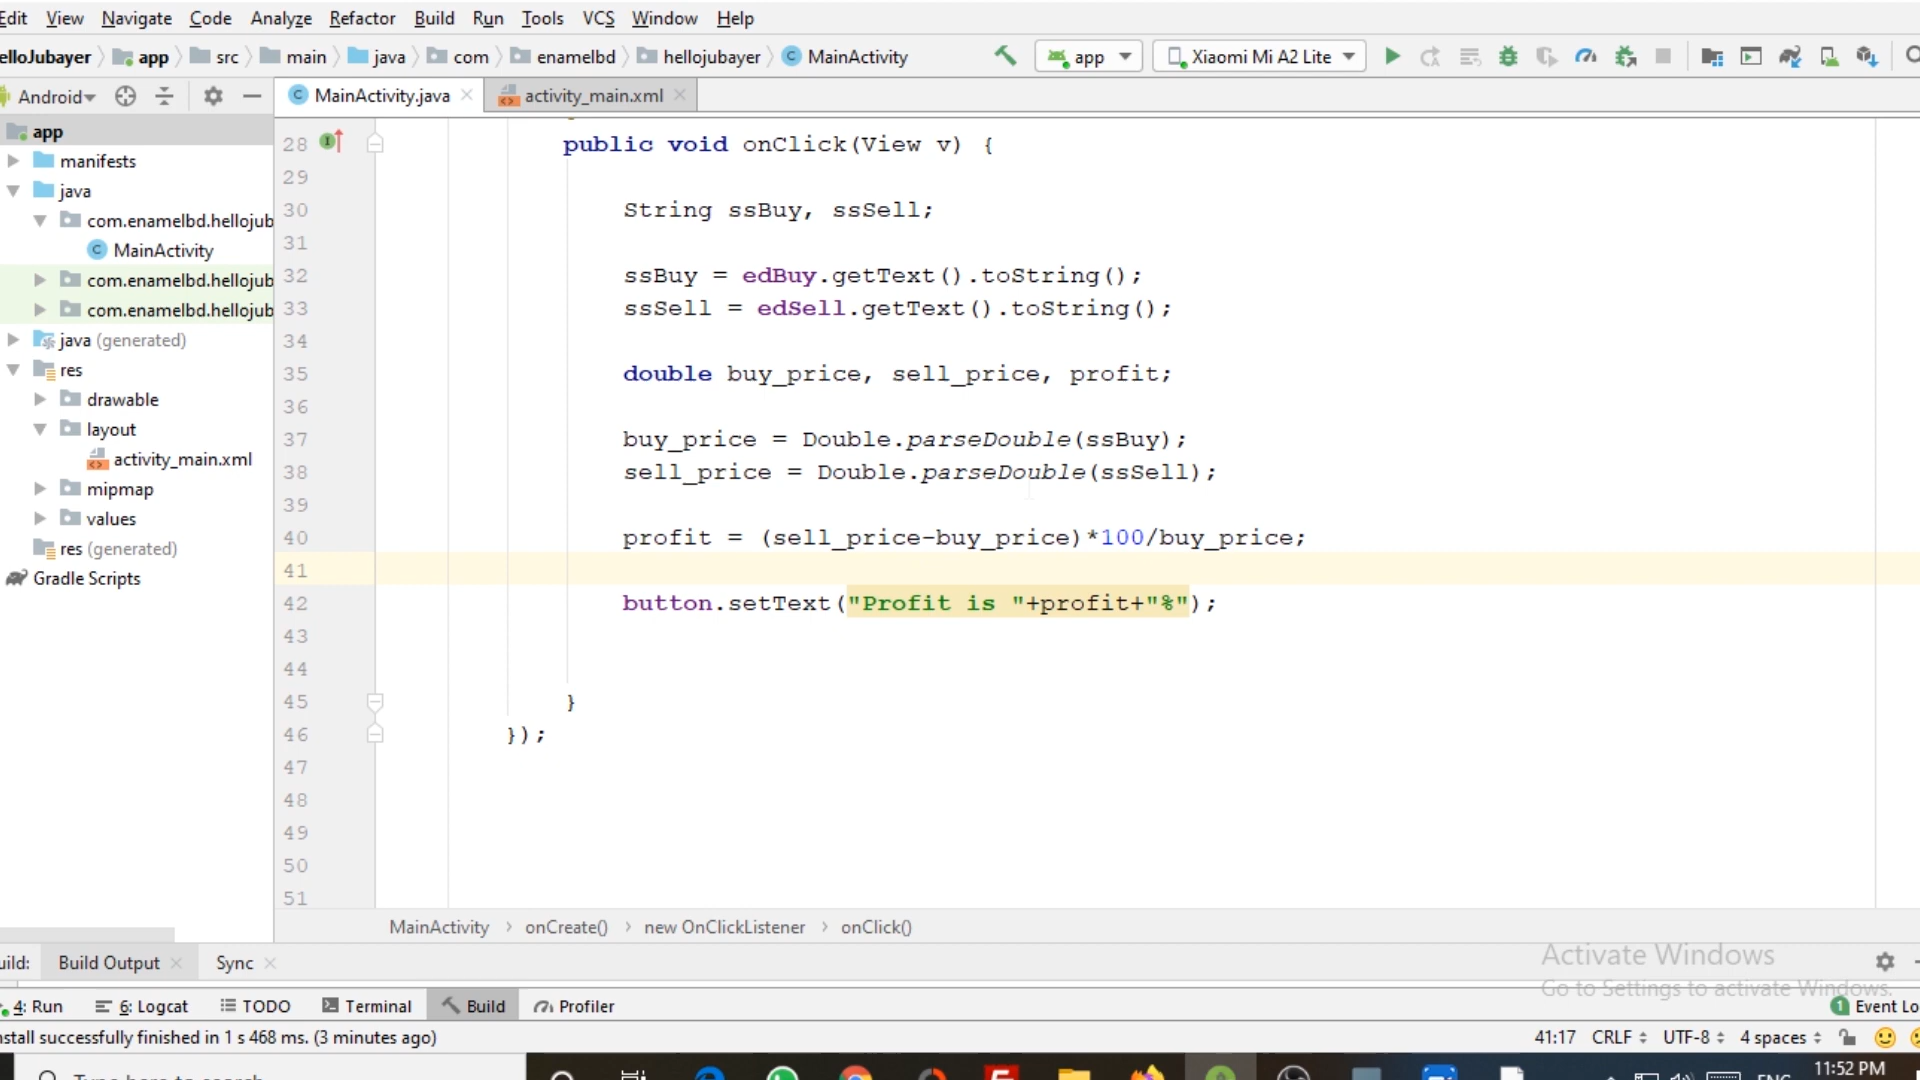 Edit View Navigate Code Analyze Refactor Build Run Tools VCS Window Help
elloJubayer app src main java com enamelbd hellojubayer MainActivity app Xiaomi Mi A2 Lite
Android MainActivity.java activity_main.xml
app
manifests
java
com.enamelbd.hellojub
MainActivity
com.enamelbd.hellojub
com.enamelbd.hellojub
java (generated)
res
drawable
layout
activity_main.xml
mipmap
values
res (generated)
Gradle Scripts
28 public void onClick(View v) {
29
30 String ssBuy, ssSell;
31
32 ssBuy = edBuy.getText().toString();
33 ssSell = edSell.getText().toString();
34
35 double buy_price, sell_price, profit;
36
37 buy_price = Double.parseDouble(ssBuy);
38 sell_price = Double.parseDouble(ssSell);
39
40 profit = (sell_price-buy_price)*100/buy_price;
41
42 button.setText("Profit is "+profit+"%");
43
44
45 }
46 });
47
48
49
50
51
MainActivity › onCreate() › new OnClickListener › onClick()
Activate Windows
Go to Settings to activate Windows.
uild: Build Output Sync
4: Run 6: Logcat TODO Terminal Build Profiler 1 Event Lo
nstall successfully finished in 1 s 468 ms. (3 minutes ago) 41:17 CRLF UTF-8 4 spaces
Type here to search ENG 11:52 PM